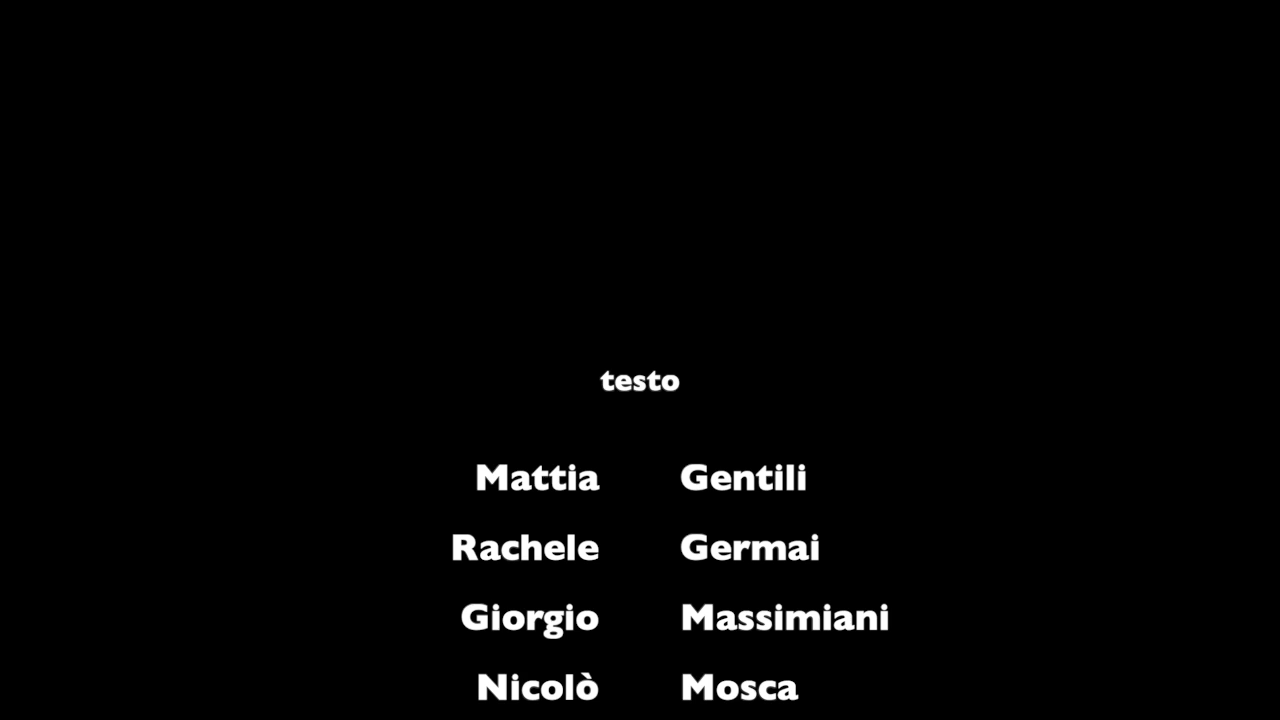 testo
Mattia Gentili
Rachele Germai
Giorgio Massimiani
Nicolò Mosca